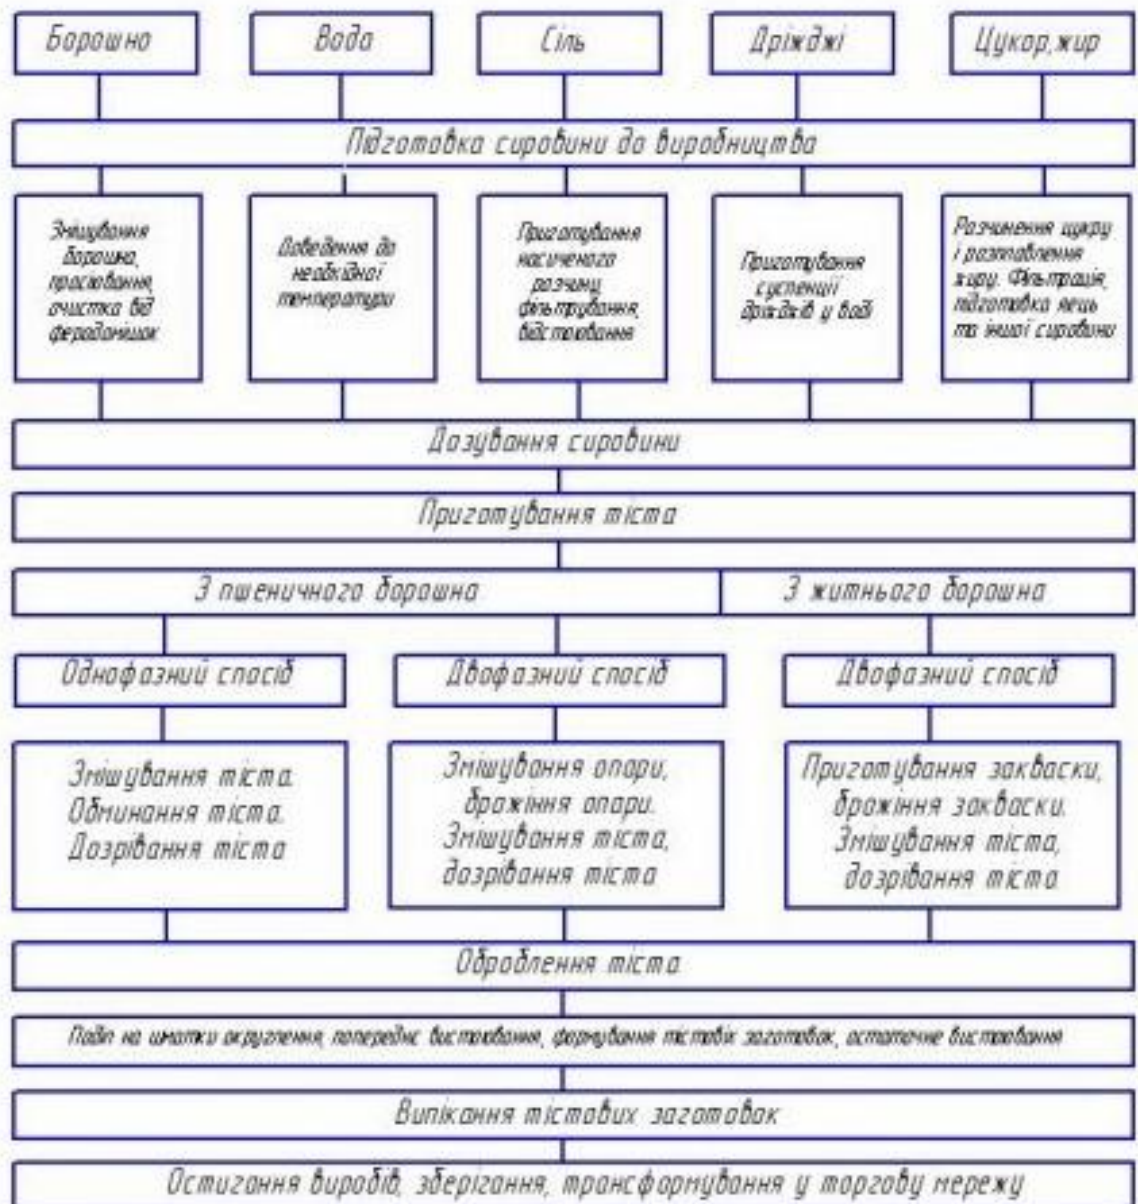 Борошно
Вода
Сіль
Дріжджі
Цукор, жир
Підготовка сировини до виробництва
Змішування
борошна,
просіювання,
очистка від
феродомішок
Доведення до
необхідної
температури
Приготування
насиченого
розчину,
фільтрування,
відстоювання
Приготування
суспензії
дріжджів у воді
Розчинення цукру
і розплавлення
жиру. Фільтрація,
підготовка яєць
та іншої сировини
Дозування сировини
Приготування тіста
З пшеничного борошна
З житнього борошна
Однофазний спосіб
Двофазний спосіб
Двофазний спосіб
Змішування тіста.
Обминання тіста.
Дозрівання тіста
Змішування опари,
бражіння опари.
Змішування тіста,
дозрівання тіста
Приготування закваски,
бражіння закваски.
Змішування тіста,
дозрівання тіста
Оброблення тіста
Поділ на шматки округлення, попереднє вистоювання, формування тістовіх заготовок, остаточне вистоювання
Випікання тістових заготовок
Остигання виробів, зберігання, трансформування у торгову мережу